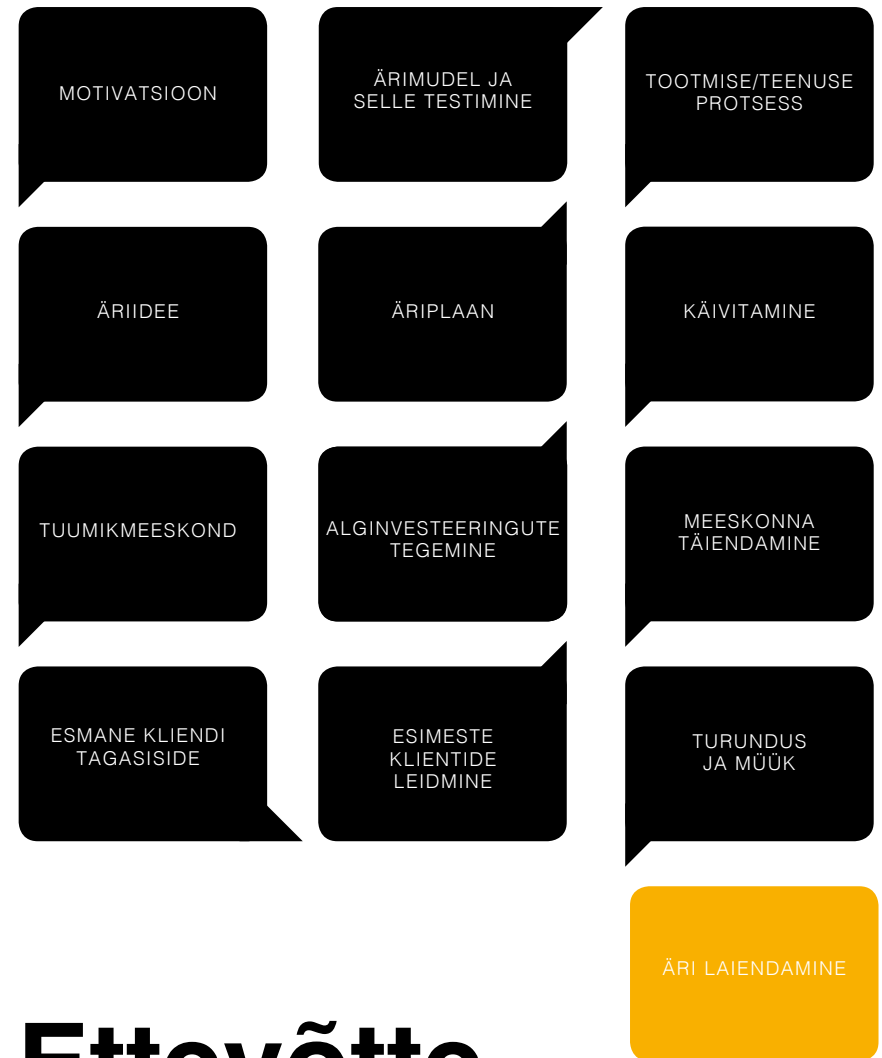 MOTIVATSIOON
ÄRIIDEE
TUUMIKMEESKOND
ESMANE KLIENDI
TAGASISIDE
ESIMESTE
KLIENTIDE
LEIDMINE
ALGINVESTEERINGUTE
TEGEMINE
ÄRIPLAAN
ÄRIMUDEL JA
SELLE TESTIMINE
TOOTMISE/TEENUSE
PROTSESS
KÄIVITAMINE
MEESKONNA
TÄIENDAMINE
TURUNDUS
JA MÜÜK
ÄRI LAIENDAMINE
Ettevõtte